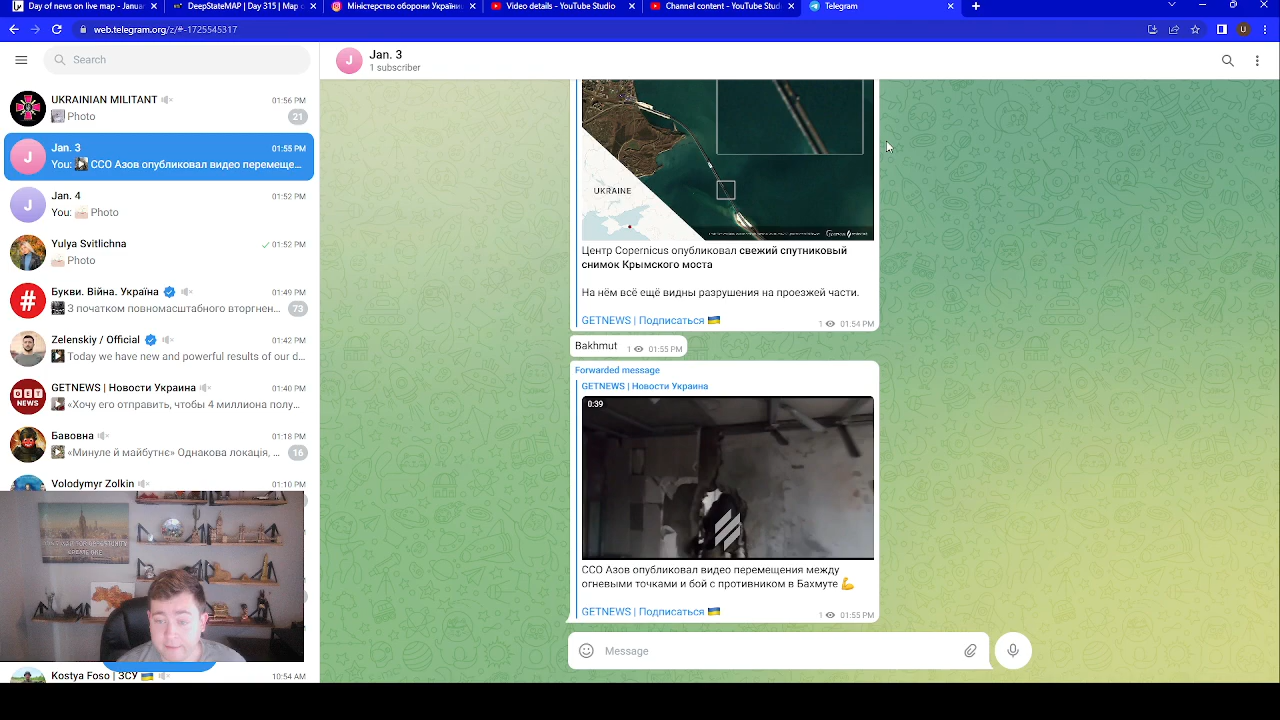 Day of news on live map - Januar
DeepStateMAP | Day 315 | Map c
Міністерство оборони України
Video details - YouTube Studio
Channel content - YouTube Stud
Telegram
web.telegram.org/z/#-1725545317
U
Search
J
Jan. 3
1 subscriber
UKRAINIAN MILITANT
01:56 PM
Photo
21
J
Jan. 3
01:55 PM
You: ССО Азов опубликовал видео перемеще...
J
Jan. 4
01:52 PM
You: Photo
Yulya Svitlichna
01:52 PM
Photo
#
Букви. Війна. Україна
01:49 PM
З початком повномасштабного вторгнен...
73
Zelenskiy / Official
01:42 PM
Today we have new and powerful results of our d...
GET NEWS
GETNEWS | Новости Украина
01:40 PM
«Хочу его отправить, чтобы 4 миллиона полу...
Бавовна
01:18 PM
«Минуле й майбутнє» Однакова локація, ...
16
Volodymyr Zolkin
01:10 PM
Kostya Foso | ЗСУ
10:54 AM
UKRAINE
Центр Copernicus опубликовал свежий спутниковый
снимок Крымского моста
На нём всё ещё видны разрушения на проезжей части.
GETNEWS | Подписаться
1 01:54 PM
Bakhmut
1 01:55 PM
Forwarded message
GETNEWS | Новости Украина
0:39
ССО Азов опубликовал видео перемещения между
огневыми точками и бой с противником в Бахмуте
GETNEWS | Подписаться
1 01:55 PM
Message